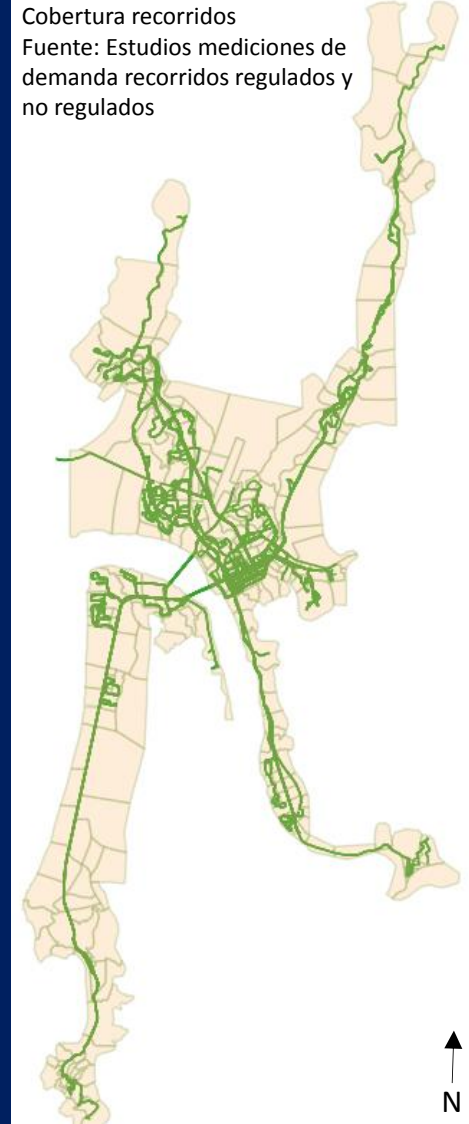 Cobertura recorridos
Fuente: Estudios mediciones de
demanda recorridos regulados y
no regulados
N